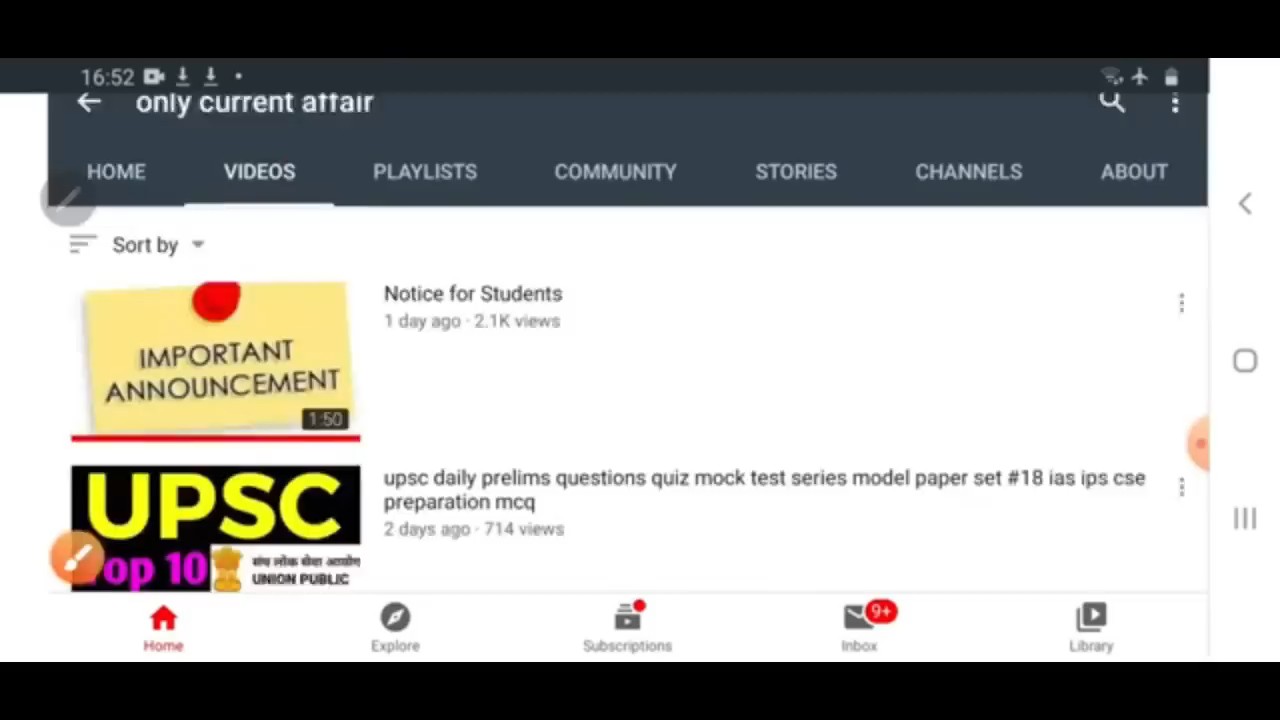 16:52
only current affair
HOME VIDEOS PLAYLISTS COMMUNITY STORIES CHANNELS ABOUT
Sort by
IMPORTANT
ANNOUNCEMENT
1:50
Notice for Students
1 day ago · 2.1K views
UPSC
Top 10
संघ लोक सेवा आयोग
UNION PUBLIC
upsc daily prelims questions quiz mock test series model paper set #18 ias ips cse
preparation mcq
2 days ago · 714 views
9+
Home Explore Subscriptions Inbox Library